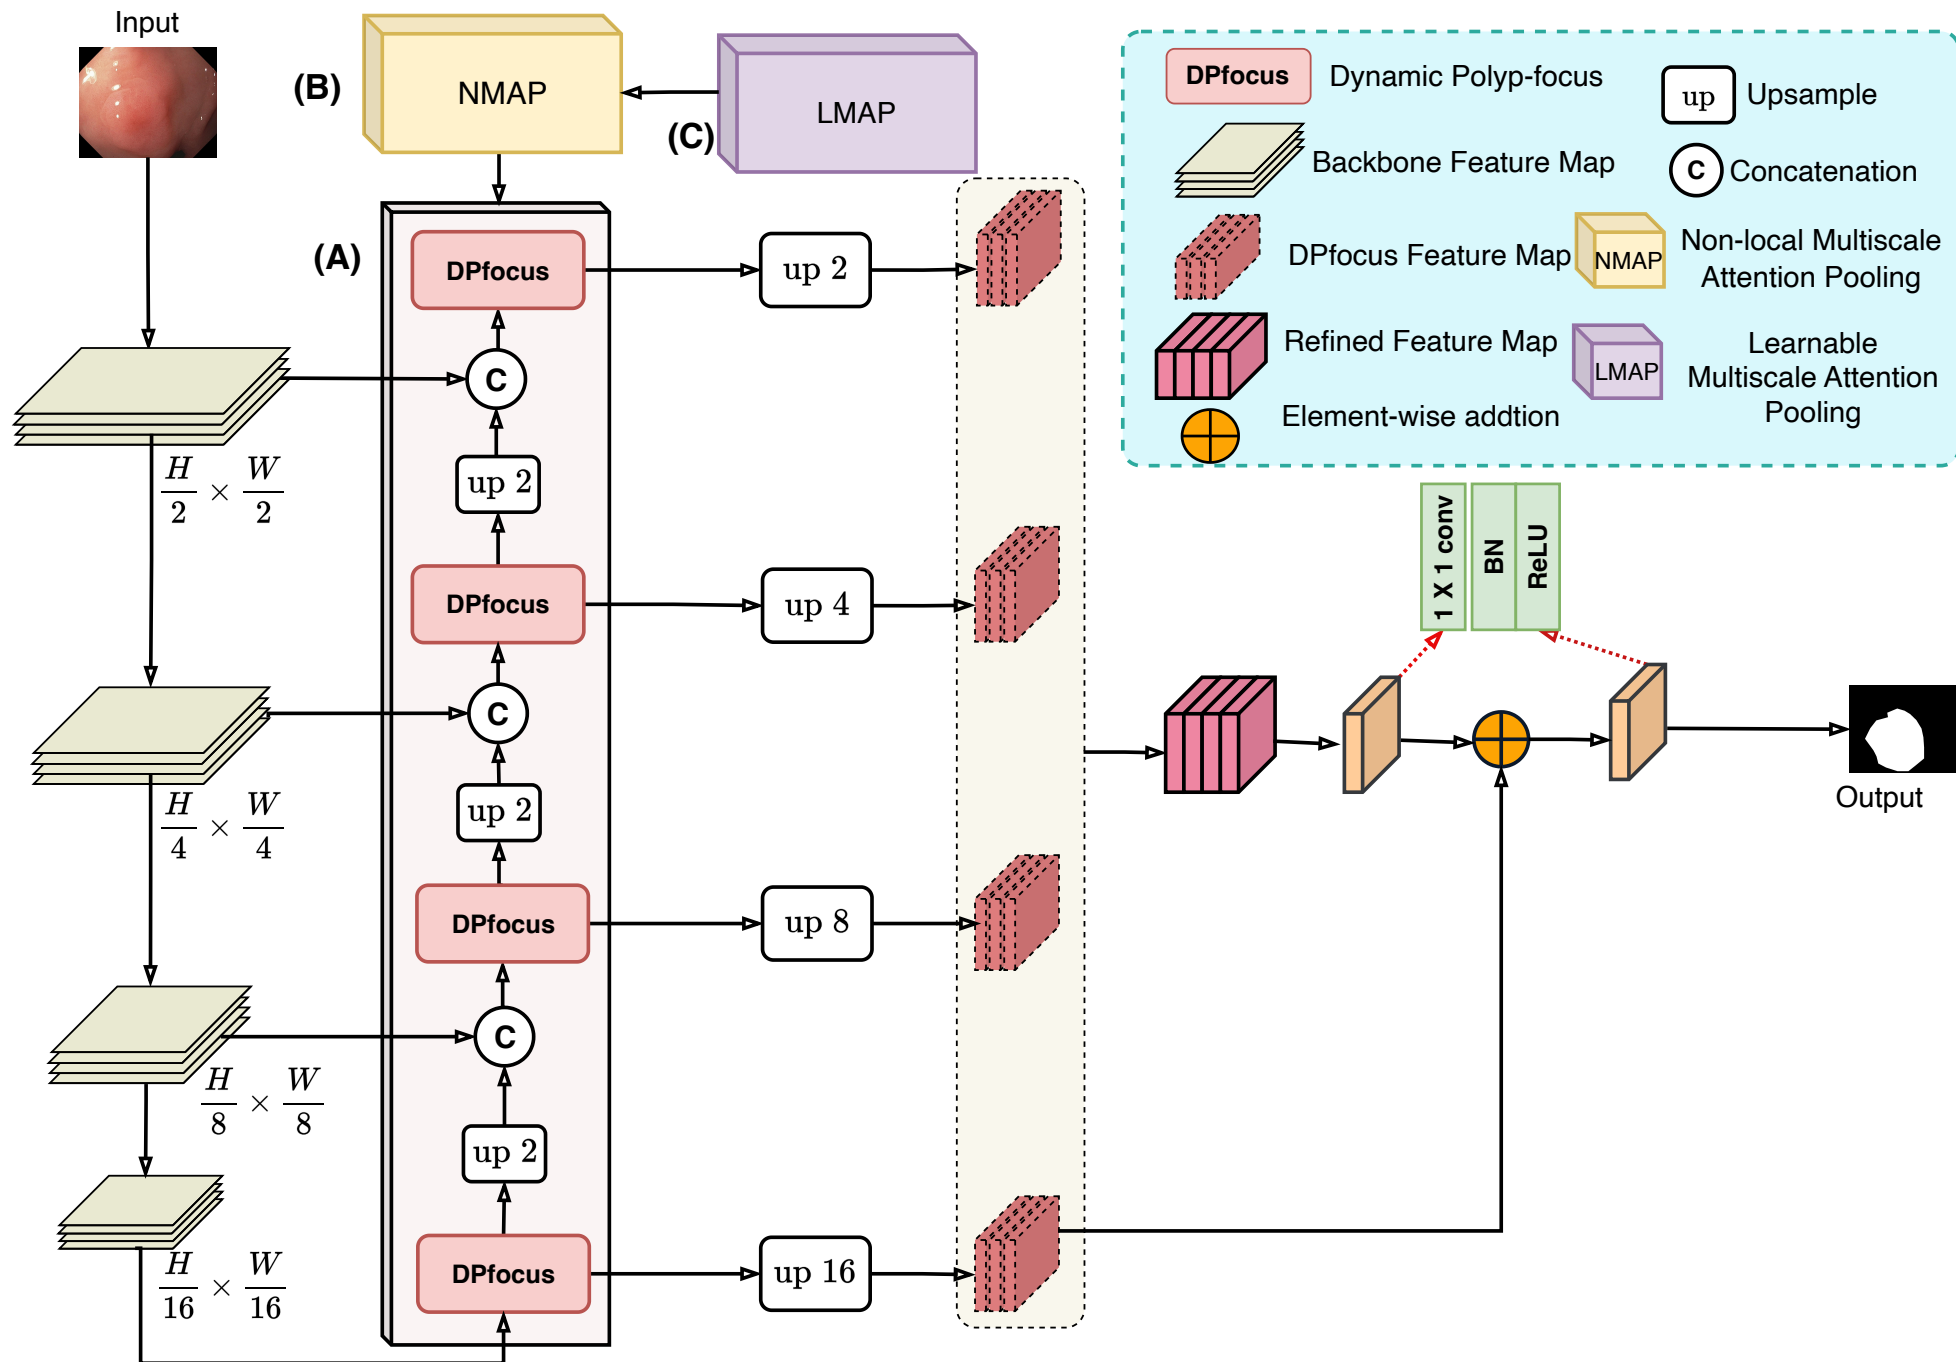 Input
(B)
NMAP
(C)
LMAP
DPfocus
Dynamic Polyp-focus
up
Upsample
Backbone Feature Map
C
Concatenation
DPfocus Feature Map
NMAP
Non-local Multiscale
Attention Pooling
Refined Feature Map
LMAP
Learnable
Multiscale Attention
Pooling
Element-wise addtion
(A)
DPfocus
up 2
C
H/2 × W/2
up 2
DPfocus
up 4
1 X 1 conv
BN
ReLU
C
H/4 × W/4
up 2
Output
DPfocus
up 8
C
H/8 × W/8
up 2
DPfocus
up 16
H/16 × W/16